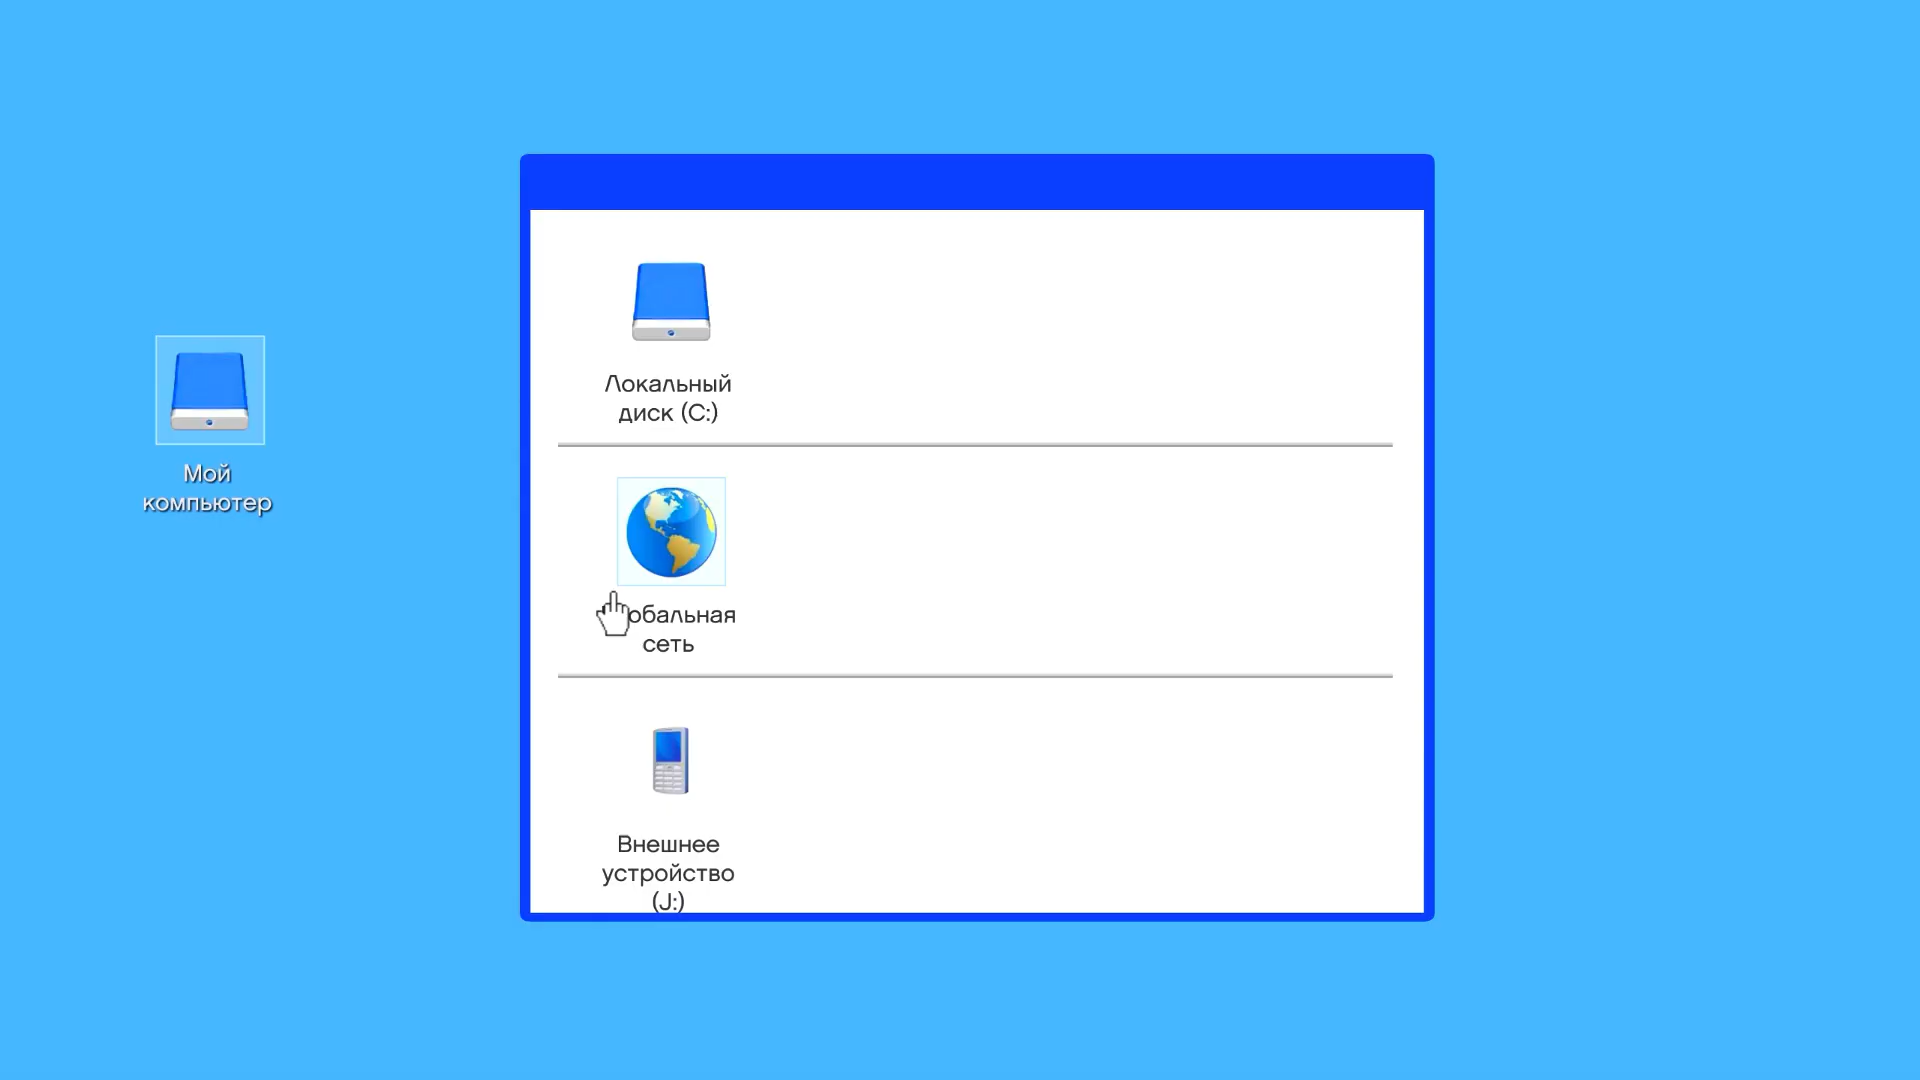 Мой
компьютер
Локальный
диск (C:)
обальная
сеть
Внешнее
устройство
(J:)